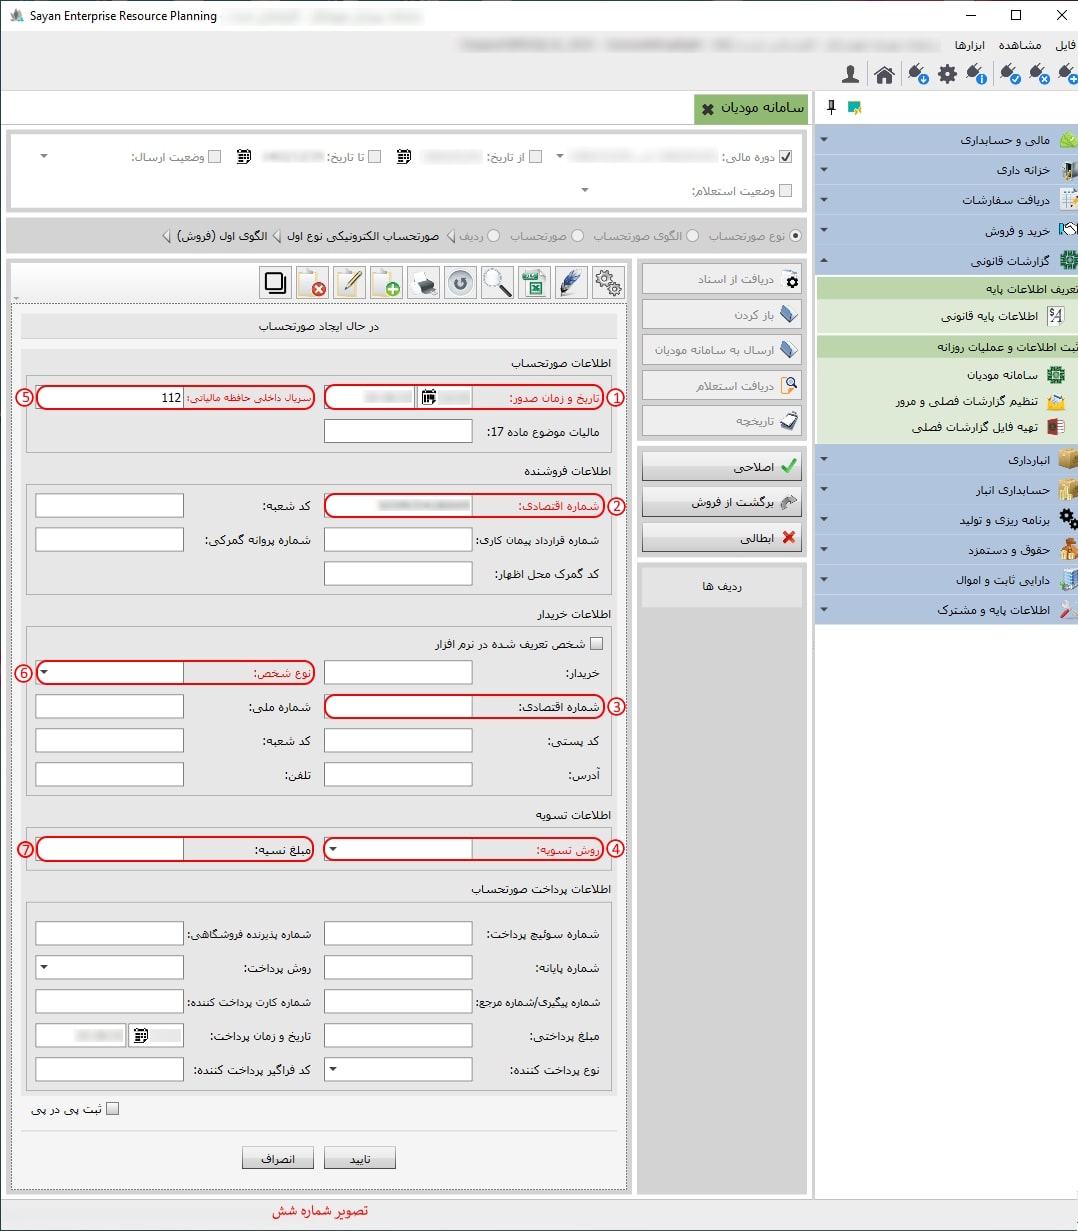 Sayan Enterprise Resource Planning
فایل مشاهده ابزارها
سامانه مودیان
دوره مالی: از تاریخ: تا تاریخ: وضعیت ارسال:
وضعیت استعلام:
نوع صورتحساب الگوی صورتحساب صورتحساب ردیف صورتحساب الکترونیکی نوع اول الگوی اول (فروش)
مالی و حسابداری
خزانه داری
دریافت سفارشات
خرید و فروش
گزارشات قانونی
تعریف اطلاعات پایه
اطلاعات پایه قانونی
ثبت اطلاعات و عملیات روزانه
سامانه مودیان
تنظیم گزارشات فصلی و مرور
تهیه فایل گزارشات فصلی
انبارداری
حسابداری انبار
برنامه ریزی و تولید
حقوق و دستمزد
دارایی ثابت و اموال
اطلاعات پایه و مشترک
دریافت از اسناد
باز کردن
ارسال به سامانه مودیان
دریافت استعلام
تاریخچه
اصلاحی
برگشت از فروش
ابطالی
ردیف ها
در حال ایجاد صورتحساب
اطلاعات صورتحساب
1 تاریخ و زمان صدور: سریال داخلی حافظه مالیاتی: 112 5
مالیات موضوع ماده 17:
اطلاعات فروشنده
2 شماره اقتصادی: کد شعبه:
شماره قرارداد پیمان کاری: شماره پروانه گمرکی:
کد گمرک محل اظهار:
اطلاعات خریدار
شخص تعریف شده در نرم افزار
خریدار: نوع شخص: 6
3 شماره اقتصادی: شماره ملی:
کد پستی: کد شعبه:
آدرس: تلفن:
اطلاعات تسویه
4 روش تسویه: مبلغ نسیه: 7
اطلاعات پرداخت صورتحساب
شماره سوئیچ پرداخت: شماره پذیرنده فروشگاهی:
شماره پایانه: روش پرداخت:
شماره پیگیری/شماره مرجع: شماره کارت پرداخت کننده:
مبلغ پرداختی: تاریخ و زمان پرداخت:
نوع پرداخت کننده: کد فراگیر پرداخت کننده:
ثبت پی در پی
تایید انصراف
تصویر شماره شش